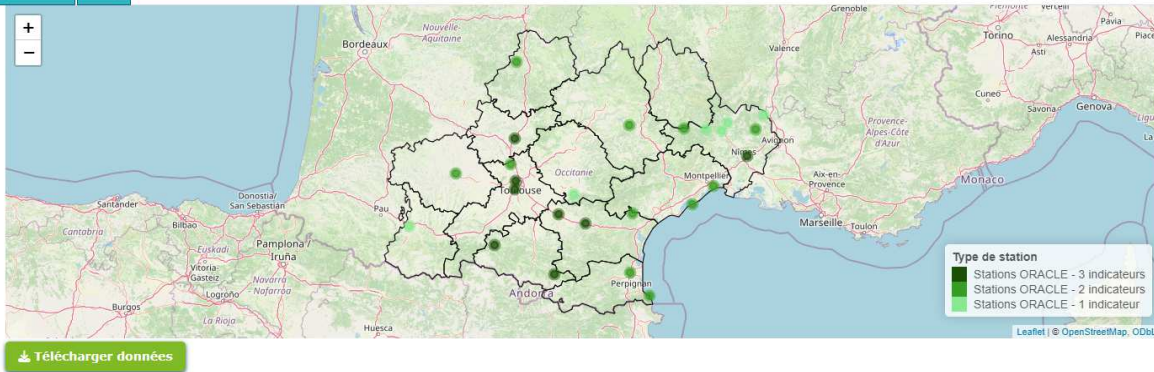 Grenoble
Piemonte
Vercelli
Pavia
+
Nouvelle-
Aquitaine
Torino
Alessandria
Asti
−
Bordeaux
Valence
Cuneo
Genova
Savona
Provence-
Alpes-Côte
d'Azur
Avignon
Nîmes
Occitanie
Toulouse
Montpellier
Aix-en-
Provence
Monaco
Donostia/
San Sebastián
Pau
Santander
Bilbao
Marseille
Toulon
Cantabria
Euskadi
Pamplona /
Iruña
Type de station
Stations ORACLE - 3 indicateurs
Stations ORACLE - 2 indicateurs
Stations ORACLE - 1 indicateur
Vitoria-
Gasteiz
Navarra
Nafarroa
Perpignan
Andorra
Logroño
Burgos
La Rioja
Huesca
Leaflet | © OpenStreetMap, ODbL
Télécharger données